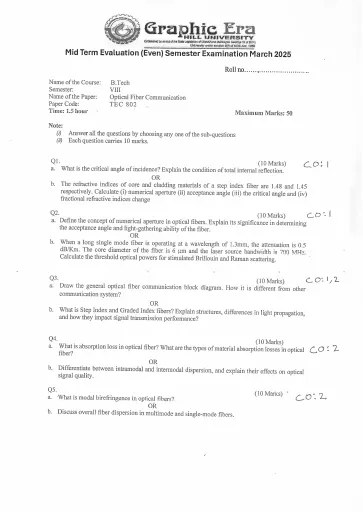 Graphic Era
HILL UNIVERSITY
Mid Term Evaluation (Even) Semester Examination March 2025
Roll no.............................
Name of the Course: B.Tech
Semester: VIII
Name of the Paper: Optical Fiber Communication
Paper Code: TEC 802
Time: 1.5 hour Maximum Marks: 50
Note:
(i) Answer all the questions by choosing any one of the sub-questions
(ii) Each question carries 10 marks.
Q1. (10 Marks) CO:1
a. What is the critical angle of incidence? Explain the condition of total internal reflection.
OR
b. The refractive indices of core and cladding materials of a step index fiber are 1.48 and 1.45
respectively. Calculate (i) numerical aperture (ii) acceptance angle (iii) the critical angle and (iv)
fractional refractive indices change
Q2. (10 Marks) CO:1
a. Define the concept of numerical aperture in optical fibers. Explain its significance in determining
the acceptance angle and light-gathering ability of the fiber.
OR
b. When a long single mode fiber is operating at a wavelength of 1.3mm, the attenuation is 0.5
dB/Km. The core diameter of the fiber is 6 µm and the laser source bandwidth is 700 MHz.
Calculate the threshold optical powers for stimulated Brillouin and Raman scattering.
Q3. (10 Marks) CO:1,2
a. Draw the general optical fiber communication block diagram. How it is different from other
communication system?
OR
b. What is Step Index and Graded Index fibers? Explain structures, differences in light propagation,
and how they impact signal transmission performance?
Q4. (10 Marks)
a. What is absorption loss in optical fiber? What are the types of material absorption losses in optical CO:2
fiber?
OR
b. Differentiate between intramodal and intermodal dispersion, and explain their effects on optical
signal quality.
Q5. (10 Marks) CO:2
a. What is modal birefringence in optical fibers?
OR
b. Discuss overall fiber dispersion in multimode and single-mode fibers.